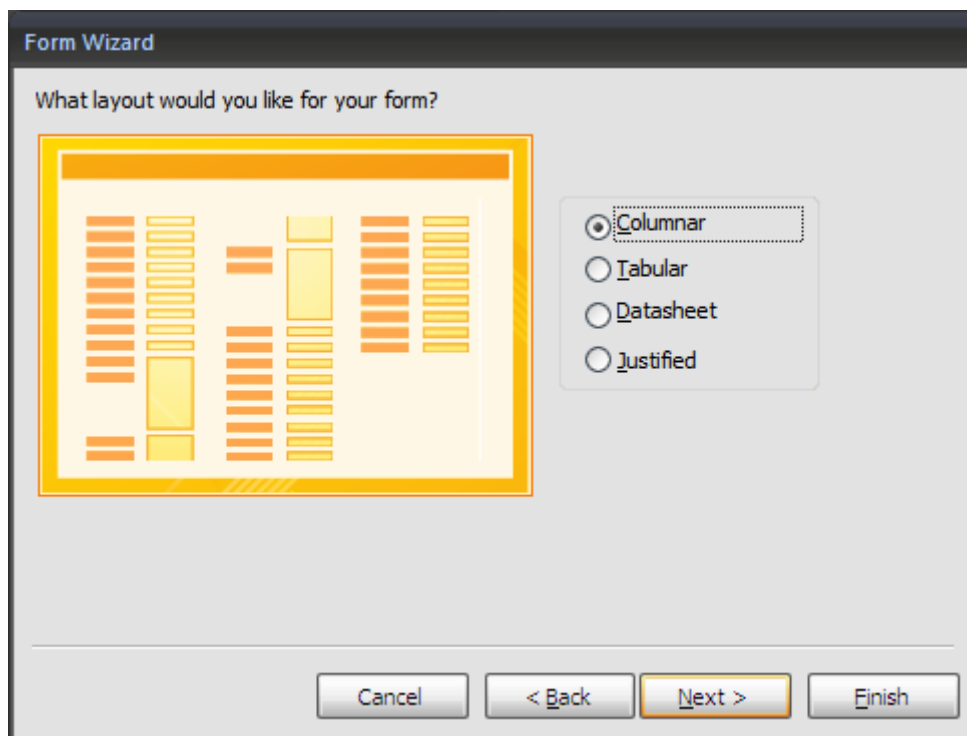 Form Wizard
What layout would you like for your form?
Columnar
Tabular
Datasheet
Justified
Cancel
< Back
Next >
Finish